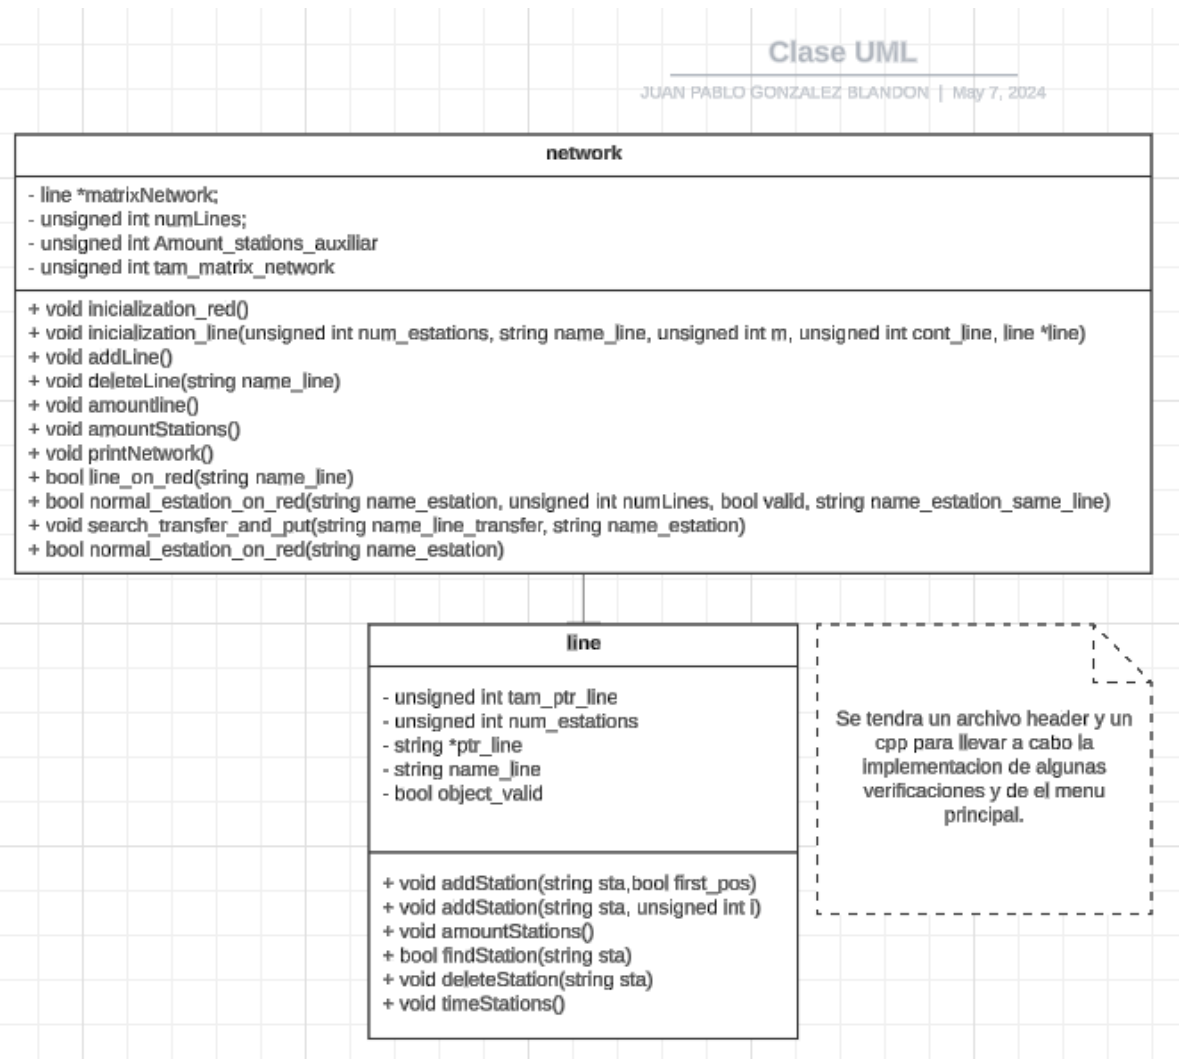 Clase UML
JUAN PABLO GONZALEZ BLANDON | May 7, 2024
network
- line *matrixNetwork;
- unsigned int numLines;
- unsigned int Amount_stations_auxiliar
- unsigned int tam_matrix_network
+ void inicialization_red()
+ void inicialization_line(unsigned int num_estations, string name_line, unsigned int m, unsigned int cont_line, line *line)
+ void addLine()
+ void deleteLine(string name_line)
+ void amountline()
+ void amountStations()
+ void printNetwork()
+ bool line_on_red(string name_line)
+ bool normal_estation_on_red(string name_estation, unsigned int numLines, bool valid, string name_estation_same_line)
+ void search_transfer_and_put(string name_line_transfer, string name_estation)
+ bool normal_estation_on_red(string name_estation)
line
- unsigned int tam_ptr_line
- unsigned int num_estations
- string *ptr_line
- string name_line
- bool object_valid
+ void addStation(string sta,bool first_pos)
+ void addStation(string sta, unsigned int i)
+ void amountStations()
+ bool findStation(string sta)
+ void deleteStation(string sta)
+ void timeStations()
Se tendra un archivo header y un
cpp para llevar a cabo la
implementacion de algunas
verificaciones y de el menu
principal.